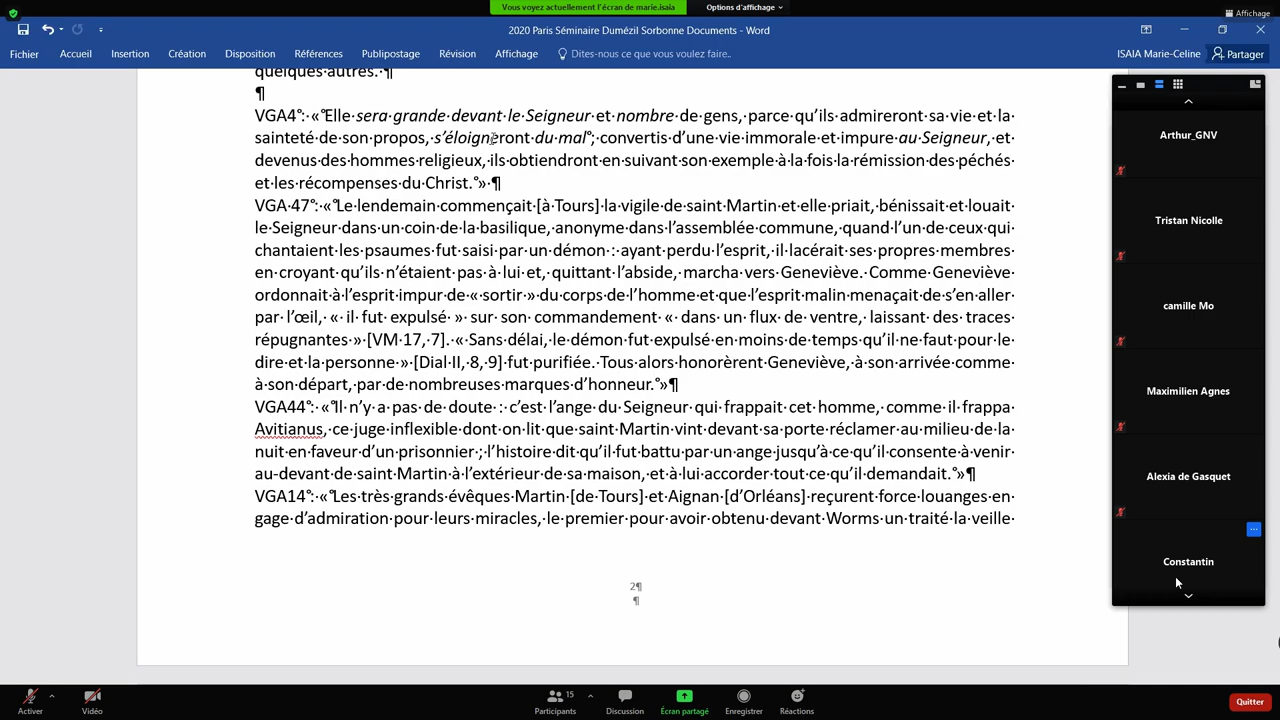 Vous voyez actuellement l'écran de marie.isaia
Options d'affichage
Affichage
2020 Paris Séminaire Dumézil Sorbonne Documents - Word
Fichier
Accueil
Insertion
Création
Disposition
Références
Publipostage
Révision
Affichage
Dites-nous ce que vous voulez faire..
ISAIA Marie-Celine
Partager
quelques·autres.·¶
¶
VGA4°:·«°Elle·sera·grande·devant·le·Seigneur·et·nombre·de·gens,·parce·qu'ils·admireront·sa·vie·et·la·
sainteté·de·son·propos,·s'éloigneront·du·mal°;·convertis·d'une·vie·immorale·et·impure·au·Seigneur,·et·
devenus·des·hommes·religieux,·ils·obtiendront·en·suivant·son·exemple·à·la·fois·la·rémission·des·péchés·
et·les·récompenses·du·Christ.°»·¶
VGA·47°:·«°Le·lendemain·commençait·[à·Tours]·la·vigile·de·saint·Martin·et·elle·priait,·bénissait·et·louait·
le·Seigneur·dans·un·coin·de·la·basilique,·anonyme·dans·l'assemblée·commune,·quand·l'un·de·ceux·qui·
chantaient·les·psaumes·fut·saisi·par·un·démon·:·ayant·perdu·l'esprit,·il·lacérait·ses·propres·membres·
en·croyant·qu'ils·n'étaient·pas·à·lui·et,·quittant·l'abside,·marcha·vers·Geneviève.·Comme·Geneviève·
ordonnait·à·l'esprit·impur·de·«·sortir·»·du·corps·de·l'homme·et·que·l'esprit·malin·menaçait·de·s'en·aller·
par·l'œil,·«·il·fut·expulsé·»·sur·son·commandement·«·dans·un·flux·de·ventre,·laissant·des·traces·
répugnantes·»·[VM·17,·7].·«·Sans·délai,·le·démon·fut·expulsé·en·moins·de·temps·qu'il·ne·faut·pour·le·
dire·et·la·personne·»·[Dial·II,·8,·9]·fut·purifiée.·Tous·alors·honorèrent·Geneviève,·à·son·arrivée·comme·
à·son·départ,·par·de·nombreuses·marques·d'honneur.°»¶
VGA44°:·«°Il·n'y·a·pas·de·doute·:·c'est·l'ange·du·Seigneur·qui·frappait·cet·homme,·comme·il·frappa·
Avitianus,·ce·juge·inflexible·dont·on·lit·que·saint·Martin·vint·devant·sa·porte·réclamer·au·milieu·de·la·
nuit·en·faveur·d'un·prisonnier·;·l'histoire·dit·qu'il·fut·battu·par·un·ange·jusqu'à·ce·qu'il·consente·à·venir·
au-devant·de·saint·Martin·à·l'extérieur·de·sa·maison,·et·à·lui·accorder·tout·ce·qu'il·demandait.°»¶
VGA14°:·«°Les·très·grands·évêques·Martin·[de·Tours]·et·Aignan·[d'Orléans]·reçurent·force·louanges·en·
gage·d'admiration·pour·leurs·miracles,·le·premier·pour·avoir·obtenu·devant·Worms·un·traité·la·veille·
2¶
¶
Arthur_GNV
Tristan Nicolle
camille Mo
Maximilien Agnes
Alexia de Gasquet
Constantin
Activer
Vidéo
15
Participants
Discussion
Écran partagé
Enregistrer
Réactions
Quitter